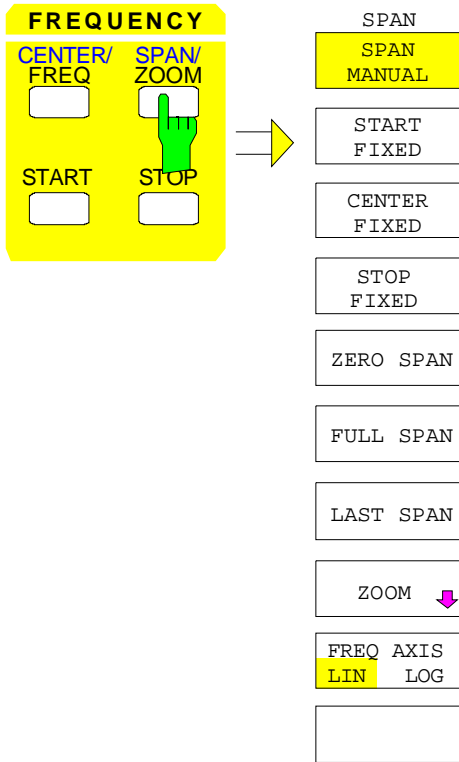 FREQUENCY
CENTER/ SPAN/
FREQ ZOOM
START STOP
SPAN
SPAN
MANUAL
START
FIXED
CENTER
FIXED
STOP
FIXED
ZERO SPAN
FULL SPAN
LAST SPAN
ZOOM
FREQ AXIS
LIN LOG